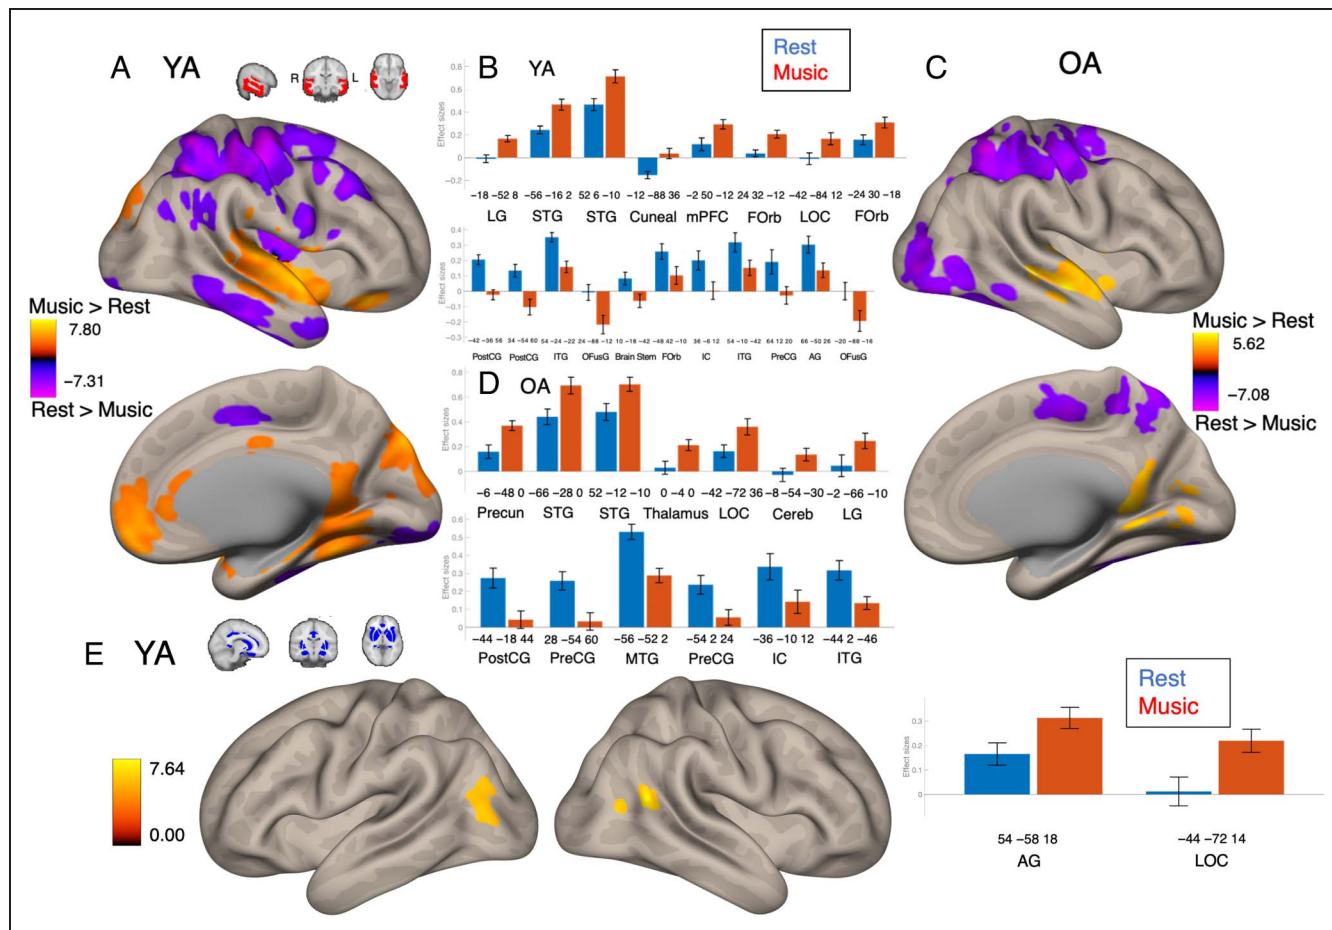 A YA
R L
Music > Rest
7.80
−7.31
Rest > Music
B YA
Rest
Music
Effect sizes
0.8
0.6
0.4
0.2
0
−0.2
−18 −52 8 −56 −16 2 52 6 −10 −12 −88 36 −2 50 −12 24 32 −12 −42 −84 12 −24 30 −18
LG STG STG Cuneal mPFC FOrb LOC FOrb
Effect sizes
0.4
0.3
0.2
0.1
0
−0.1
−0.2
−0.3
−42 −36 56 34 −54 60 54 −24 −22 24 −88 −12 10 −18 −42 −48 42 −10 36 −6 12 54 −10 −42 64 12 20 66 −50 26 −20 −88 −16
PostCG PostCG ITG OFusG Brain Stem FOrb IC ITG PreCG AG OFusG
C OA
Music > Rest
5.62
−7.08
Rest > Music
D OA
Effect sizes
0.8
0.6
0.4
0.2
0
−6 −48 0 −66 −28 0 52 −12 −10 0 −4 0 −42 −72 36 −8 −54 −30 −2 −66 −10
Precun STG STG Thalamus LOC Cereb LG
Effect sizes
0.6
0.5
0.4
0.3
0.2
0.1
0
−44 −18 44 28 −54 60 −56 −52 2 −54 2 24 −36 −10 12 −44 2 −46
PostCG PreCG MTG PreCG IC ITG
E YA
7.64
0.00
Rest
Music
Effect sizes
0.3
0.2
0.1
0
54 −58 18 −44 −72 14
AG LOC